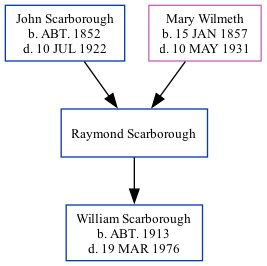 John Scarborough
b. ABT. 1852
d. 10 JUL 1922
Mary Wilmeth
b. 15 JAN 1857
d. 10 MAY 1931
Raymond Scarborough
William Scarborough
b. ABT. 1913
d. 19 MAR 1976